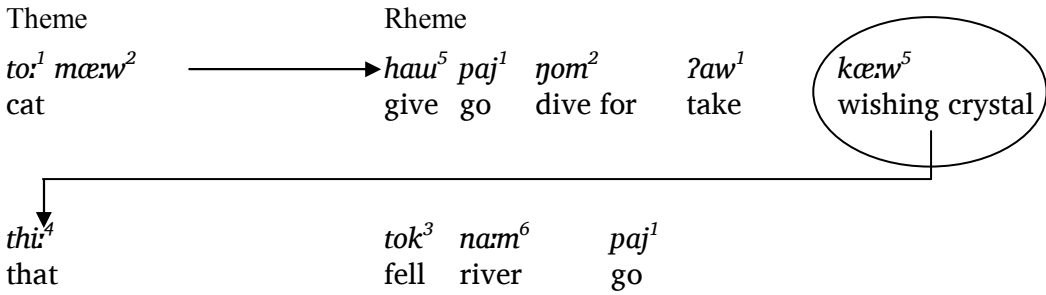 Theme Rheme
to:¹ mæ:w² haɯ⁵ paj¹ ŋom² ʔaw¹ kæ:w⁵
cat give go dive for take wishing crystal
thi:⁴ tok³ na:m⁶ paj¹
that fell river go